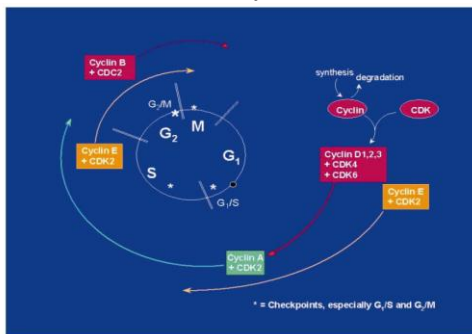 Cyclin B
+ CDC2
synthesis
degradation
Cyclin
CDK
G2/M
*
*
M
G2
Cyclin E
+ CDK2
G1
S
Cyclin D1,2,3
+ CDK4
+ CDK6
*
*
G1/S
Cyclin E
+ CDK2
Cyclin A
+ CDK2
* = Checkpoints, especially G1/S and G2/M